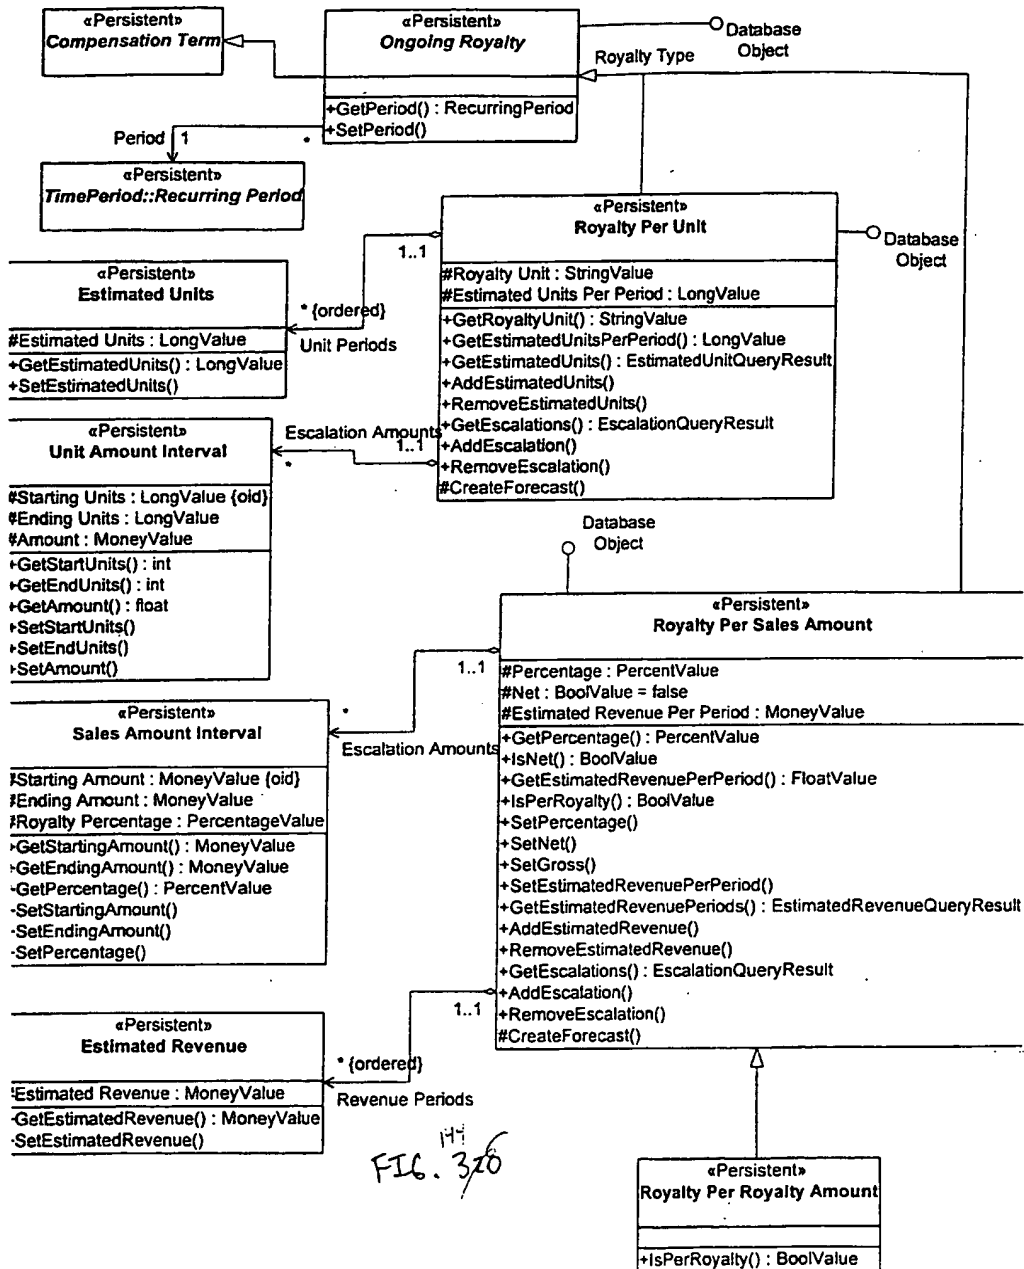 «Persistent»
Compensation Term
«Persistent»
Ongoing Royalty
+GetPeriod() : RecurringPeriod
+SetPeriod()
Database
Object
Royalty Type
Period
1
*
«Persistent»
TimePeriod::Recurring Period
«Persistent»
Royalty Per Unit
#Royalty Unit : StringValue
#Estimated Units Per Period : LongValue
+GetRoyaltyUnit() : StringValue
+GetEstimatedUnitsPerPeriod() : LongValue
+GetEstimatedUnits() : EstimatedUnitQueryResult
+AddEstimatedUnits()
+RemoveEstimatedUnits()
+GetEscalations() : EscalationQueryResult
+AddEscalation()
+RemoveEscalation()
#CreateForecast()
Database
Object
1..1
* {ordered}
Unit Periods
«Persistent»
Estimated Units
#Estimated Units : LongValue
+GetEstimatedUnits() : LongValue
+SetEstimatedUnits()
Escalation Amounts
1..1
*
«Persistent»
Unit Amount Interval
#Starting Units : LongValue {oid}
#Ending Units : LongValue
#Amount : MoneyValue
+GetStartUnits() : int
+GetEndUnits() : int
+GetAmount() : float
+SetStartUnits()
+SetEndUnits()
+SetAmount()
Database
Object
«Persistent»
Royalty Per Sales Amount
#Percentage : PercentValue
#Net : BoolValue = false
#Estimated Revenue Per Period : MoneyValue
+GetPercentage() : PercentValue
+IsNet() : BoolValue
+GetEstimatedRevenuePerPeriod() : FloatValue
+IsPerRoyalty() : BoolValue
+SetPercentage()
+SetNet()
+SetGross()
+SetEstimatedRevenuePerPeriod()
+GetEstimatedRevenuePeriods() : EstimatedRevenueQueryResult
+AddEstimatedRevenue()
+RemoveEstimatedRevenue()
+GetEscalations() : EscalationQueryResult
+AddEscalation()
+RemoveEscalation()
#CreateForecast()
1..1
*
Escalation Amounts
«Persistent»
Sales Amount Interval
#Starting Amount : MoneyValue {oid}
#Ending Amount : MoneyValue
#Royalty Percentage : PercentageValue
+GetStartingAmount() : MoneyValue
+GetEndingAmount() : MoneyValue
-GetPercentage() : PercentValue
-SetStartingAmount()
-SetEndingAmount()
-SetPercentage()
1..1
* {ordered}
Revenue Periods
«Persistent»
Estimated Revenue
Estimated Revenue : MoneyValue
-GetEstimatedRevenue() : MoneyValue
-SetEstimatedRevenue()
144
FIG.
«Persistent»
Royalty Per Royalty Amount
+IsPerRoyalty() : BoolValue